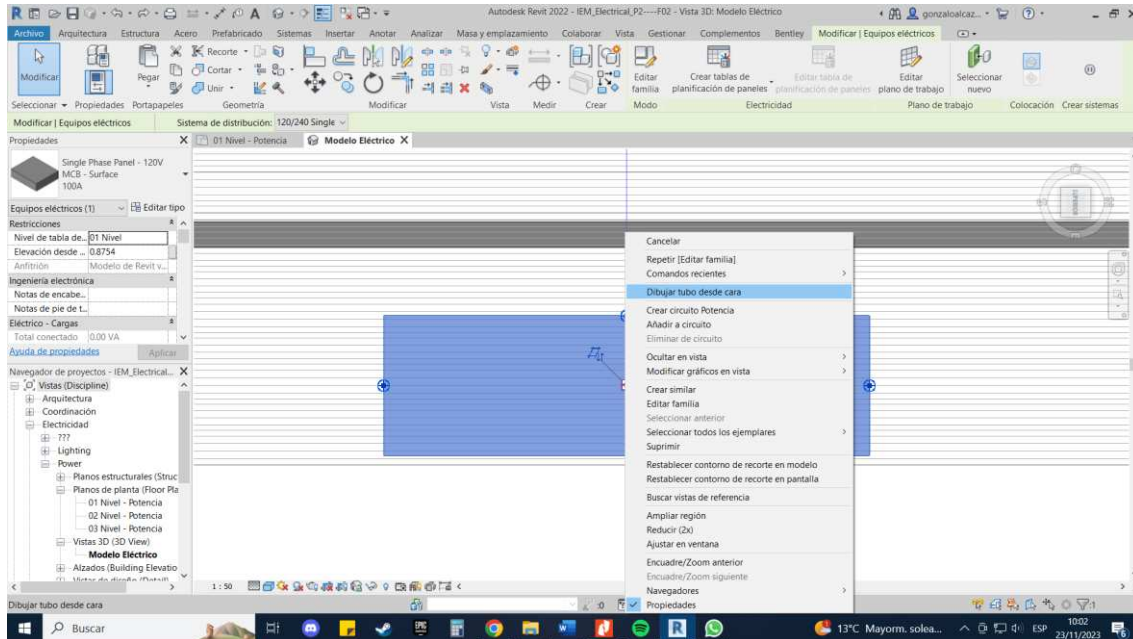 Autodesk Revit 2022 - IEM_Electrical_P2----F02 - Vista 3D: Modelo Eléctrico
gonzaloalcaz...
Archivo Arquitectura Estructura Acero Prefabricado Sistemas Insertar Anotar Analizar Masa y emplazamiento Colaborar Vista Gestionar Complementos Bentley Modificar | Equipos eléctricos
Modificar
Pegar
Recorte
Cortar
Unir
Editar familia
Crear tablas de planificación de paneles
Editar tabla de planificación de paneles
Editar plano de trabajo
Seleccionar nuevo
Seleccionar Propiedades Portapapeles Geometría Modificar Vista Medir Crear Modo Electricidad Plano de trabajo Colocación Crear sistemas
Modificar | Equipos eléctricos Sistema de distribución: 120/240 Single
Propiedades
01 Nivel - Potencia Modelo Eléctrico
Single Phase Panel - 120V
MCB - Surface
100A
Equipos eléctricos (1) Editar tipo
Restricciones
Nivel de tabla de... 01 Nivel
Elevación desde ... 0.8754
Anfitrión Modelo de Revit v...
Ingeniería electrónica
Notas de encabe...
Notas de pie de t...
Eléctrico - Cargas
Total conectado 0.00 VA
Ayuda de propiedades Aplicar
Navegador de proyectos - IEM_Electrical...
Vistas (Discipline)
Arquitectura
Coordinación
Electricidad
???
Lighting
Power
Planos estructurales (Struc
Planos de planta (Floor Pla
01 Nivel - Potencia
02 Nivel - Potencia
03 Nivel - Potencia
Vistas 3D (3D View)
Modelo Eléctrico
Alzados (Building Elevatio
Cancelar
Repetir [Editar familia]
Comandos recientes
Dibujar tubo desde cara
Crear circuito Potencia
Añadir a circuito
Eliminar de circuito
Ocultar en vista
Modificar gráficos en vista
Crear similar
Editar familia
Seleccionar anterior
Seleccionar todos los ejemplares
Suprimir
Restablecer contorno de recorte en modelo
Restablecer contorno de recorte en pantalla
Buscar vistas de referencia
Ampliar región
Reducir (2x)
Ajustar en ventana
Encuadre/Zoom anterior
Encuadre/Zoom siguiente
Navegadores
Propiedades
1 : 50
Dibujar tubo desde cara
:0
:1
Buscar
13°C Mayorm. solea...
ESP
10:02
23/11/2023